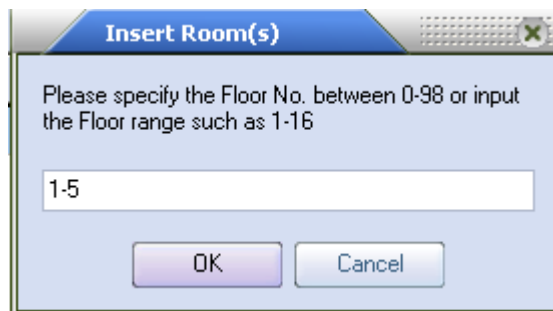 Insert Room(s)
Please specify the Floor No. between 0-98 or input
the Floor range such as 1-16
1-5
OK
Cancel